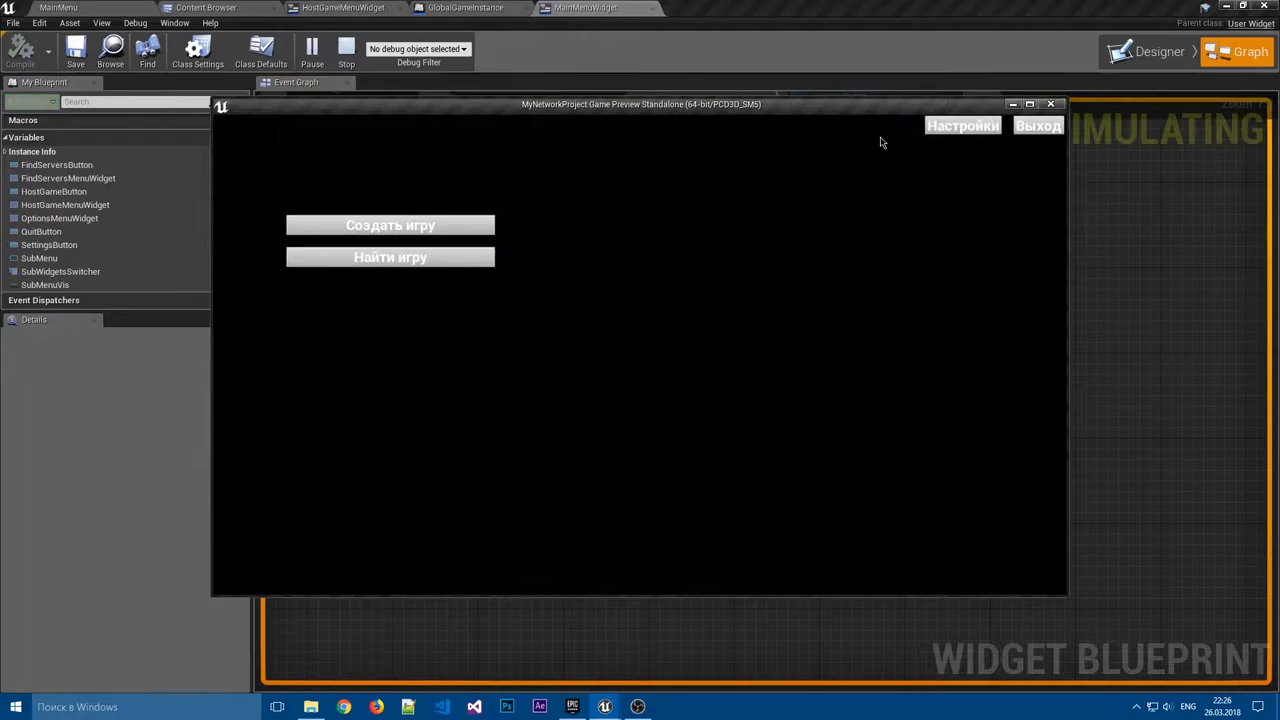 MainMenu
Content Browser
HostGameMenuWidget
GlobalGameInstance
MainMenuWidget
File Edit Asset View Debug Window Help
Parent class: User Widget
Compile
Save
Browse
Find
Class Settings
Class Defaults
Pause
Stop
No debug object selected
Debug Filter
Designer
Graph
My Blueprint
Event Graph
Search
MyNetworkProject Game Preview Standalone (64-bit/PCD3D_SM5)
Macros
Variables
Instance Info
FindServersButton
FindServersMenuWidget
HostGameButton
HostGameMenuWidget
OptionsMenuWidget
QuitButton
SettingsButton
SubMenu
SubWidgetsSwitcher
SubMenuVis
Event Dispatchers
Details
Настройки
Выход
IMULATING
Создать игру
Найти игру
WIDGET BLUEPRINT
Поиск в Windows
ENG
22:26
26.03.2018